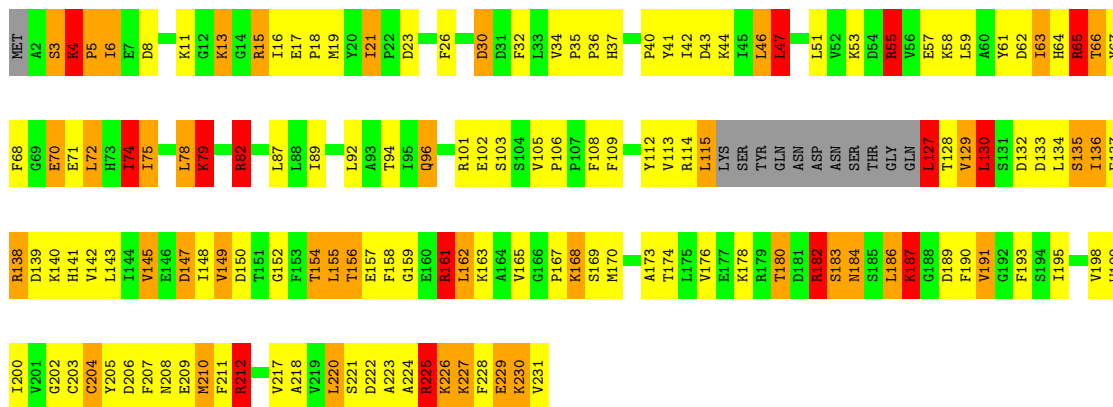 MET A2 S3 K4 P5 I6 E7 D8 K11 G12 K13 G14 R15 I16 E17 P18 M19 Y20 I21 P22 D23 F26 D30 D31 F32 L33 V34 P35 P36 H37 P40 Y41 I42 D43 K44 I45 L46 L47 L51 V52 K53 D54 R55 V56 E57 K58 L59 A60 Y61 D62 I63 H64 R65 T66
F68 G69 E70 E71 L72 H73 I74 I75 L78 K79 R82 L87 L88 I89 L92 A93 T94 I95 Q96 R101 E102 S103 S104 V105 P106 P107 F108 F109 Y112 V113 R114 L115 LYS SER TYR GLN ASN ASP ASN SER THR GLY GLN L127 T128 V129 L130 S131 D132 D133 L134 S135 I136
R138 D139 K140 H141 V142 L143 I144 V145 E146 D147 I148 V149 D150 T151 G152 F153 T154 L155 T156 E157 F158 G159 E160 R161 L162 K163 A164 V165 G166 P167 K168 S169 M170 A173 T174 L175 V176 E177 K178 R179 T180 D181 R182 S183 N184 S185 L186 K187 G188 D189 F190 V191 G192 F193 S194 I195 V198
I200 V201 G202 C203 C204 Y205 D206 F207 N208 E209 M210 F211 R212 V217 A218 V219 L220 S221 D222 A223 A224 R225 K226 K227 F228 E229 K230 V231